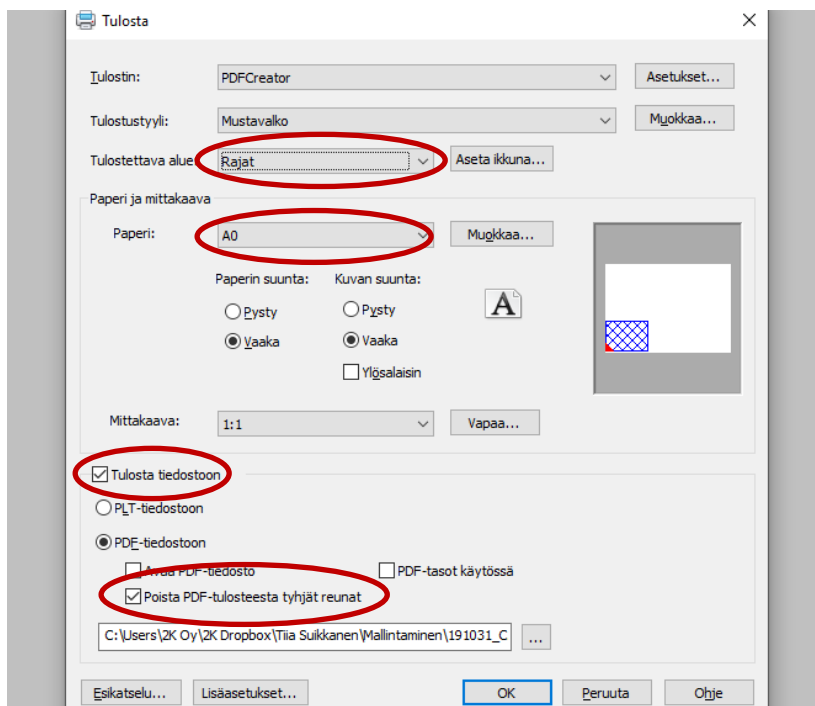 Tulosta
Tulostin: PDFCreator Asetukset...
Tulostustyyli: Mustavalko Muokkaa...
Tulostettava alue Rajat Aseta ikkuna...
Paperi ja mittakaava
Paperi: A0 Muokkaa...
Paperin suunta: Kuvan suunta:
Pysty Pysty A
Vaaka Vaaka
Ylösalaisin
Mittakaava: 1:1 Vapaa...
Tulosta tiedostoon
PLT-tiedostoon
PDF-tiedostoon
Avaa PDF-tiedosto PDF-tasot käytössä
Poista PDF-tulosteesta tyhjät reunat
C:\Users\2K Oy\2K Dropbox\Tiia Suikkanen\Mallintaminen\191031_C ...
Esikatselu... Lisäasetukset... OK Peruuta Ohje